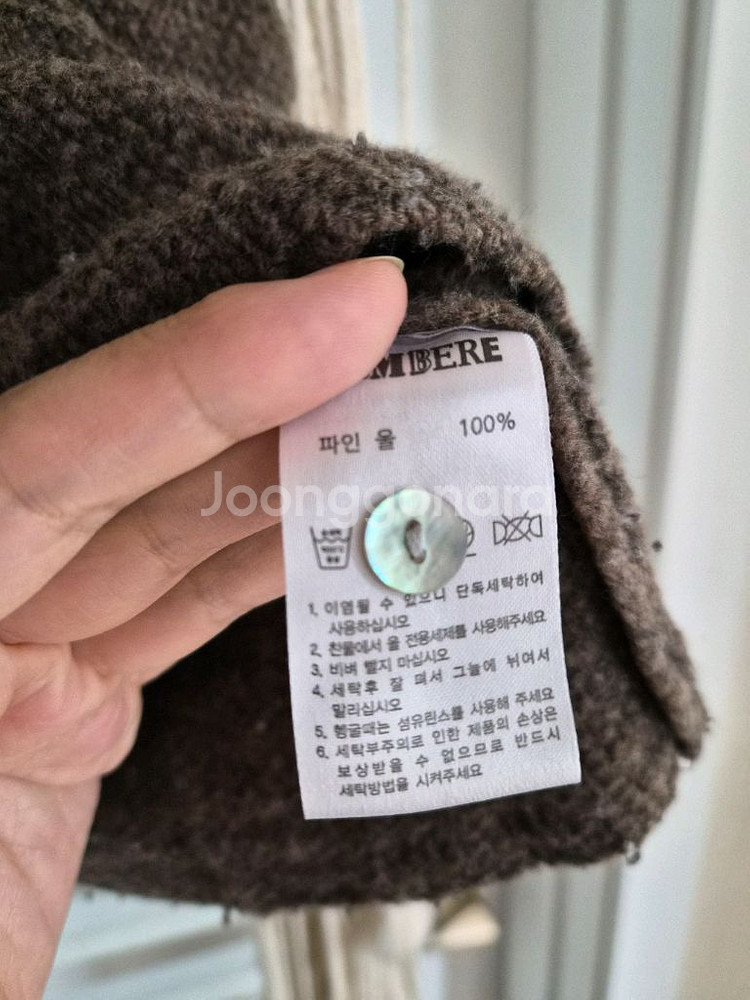 MBERE
파인 울 100%
Joonggonara
1. 이염될 수 있으니 단독세탁하여
사용하십시오
2. 찬물에서 울 전용세제를 사용해주세요
3. 비벼 빨지 마십시오
4. 세탁후 잘 펴서 그늘에 뉘어서
말리십시오
5. 헹굴때는 섬유린스를 사용해 주세요
6. 세탁부주의로 인한 제품의 손상은
보상받을 수 없으므로 반드시
세탁방법을 시켜주세요